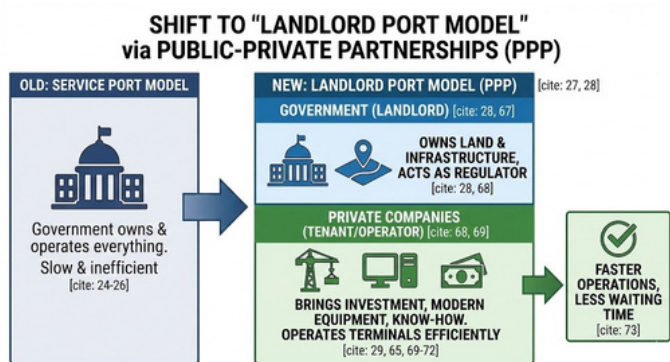 SHIFT TO "LANDLORD PORT MODEL"
via PUBLIC-PRIVATE PARTNERSHIPS (PPP)
OLD: SERVICE PORT MODEL
Government owns &
operates everything.
Slow & inefficient
[cite: 24-26]
NEW: LANDLORD PORT MODEL (PPP)
[cite: 27, 28]
GOVERNMENT (LANDLORD) [cite: 28, 67]
OWNS LAND &
INFRASTRUCTURE,
ACTS AS REGULATOR
[cite: 28, 68]
PRIVATE COMPANIES
(TENANT/OPERATOR) [cite: 68, 69]
BRINGS INVESTMENT, MODERN
EQUIPMENT, KNOW-HOW.
OPERATES TERMINALS EFFICIENTLY
[cite: 29, 65, 69-72]
FASTER
OPERATIONS,
LESS WAITING
TIME
[cite: 73]